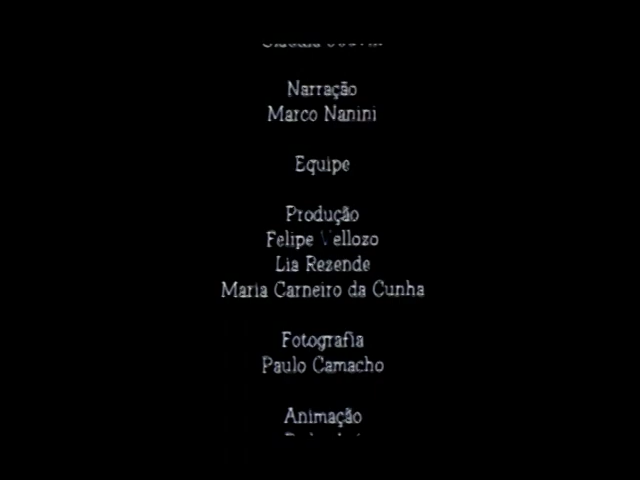 Narração
Marco Nanini
Equipe
Produção
Felipe Vellozo
Lia Rezende
Maria Carneiro da Cunha
Fotografia
Paulo Camacho
Animação